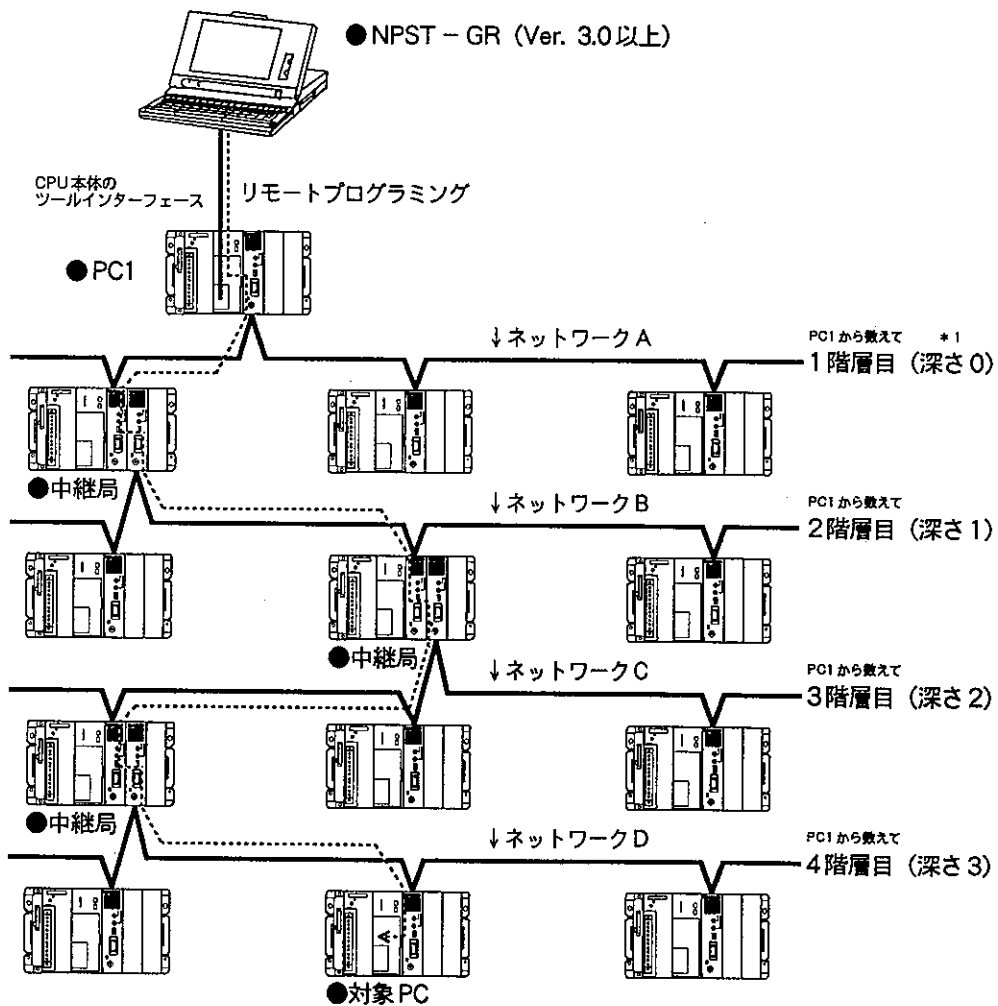 ●NPST－GR（Ver. 3.0以上）
CPU本体の
ツールインターフェース
リモートプログラミング
●PC1
↓ネットワークA
PC1から数えて ＊1
1階層目（深さ0）
●中継局
↓ネットワークB
PC1から数えて
2階層目（深さ1）
●中継局
↓ネットワークC
PC1から数えて
3階層目（深さ2）
●中継局
↓ネットワークD
PC1から数えて
4階層目（深さ3）
●対象PC